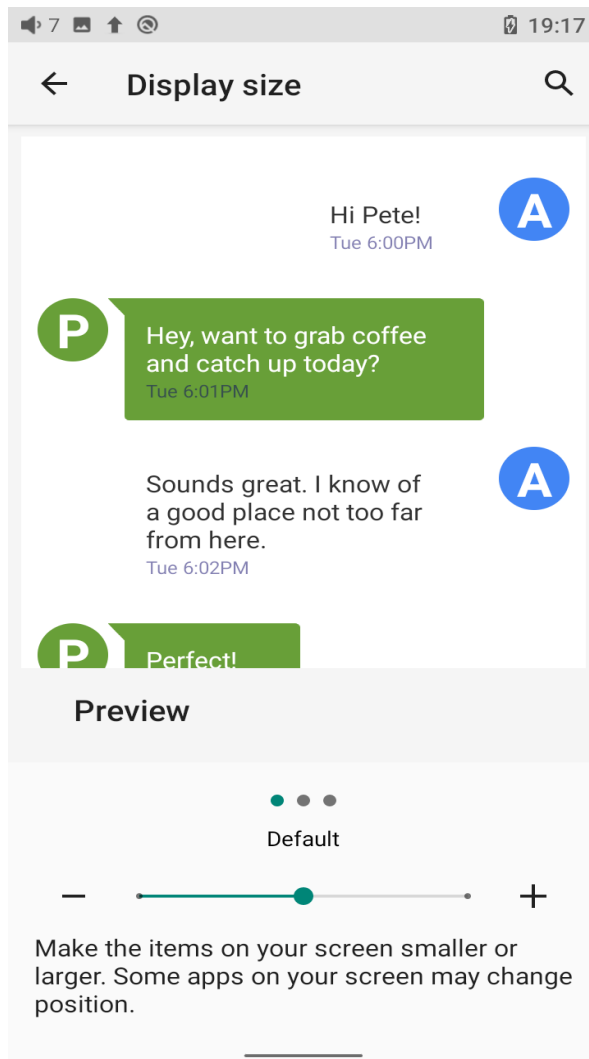 7 19:17
Display size
Hi Pete!
A
Tue 6:00PM
P
Hey, want to grab coffee
and catch up today?
Tue 6:01PM
A
Sounds great. I know of
a good place not too far
from here.
Tue 6:02PM
P
Perfect!
Preview
Default
Make the items on your screen smaller or
larger. Some apps on your screen may change
position.